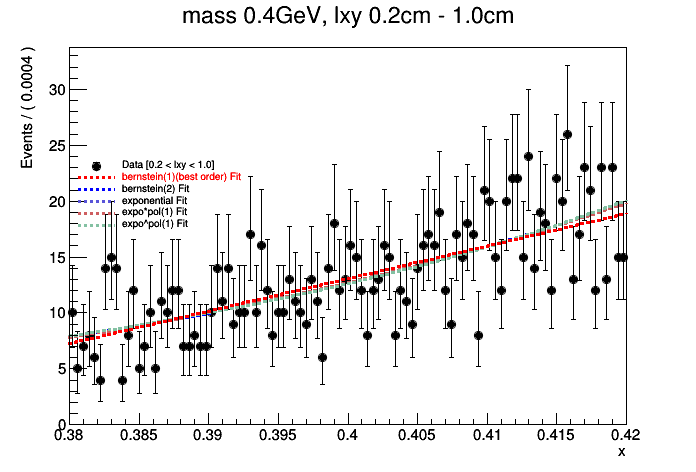 mass 0.4GeV, lxy 0.2cm - 1.0cm
Events / ( 0.0004 )
30
25
20
15
10
5
0
Data [0.2 < lxy < 1.0]
bernstein(1)(best order) Fit
bernstein(2) Fit
exponential Fit
expo*pol(1) Fit
expo^pol(1) Fit
0.38 0.385 0.39 0.395 0.4 0.405 0.41 0.415 0.42
x